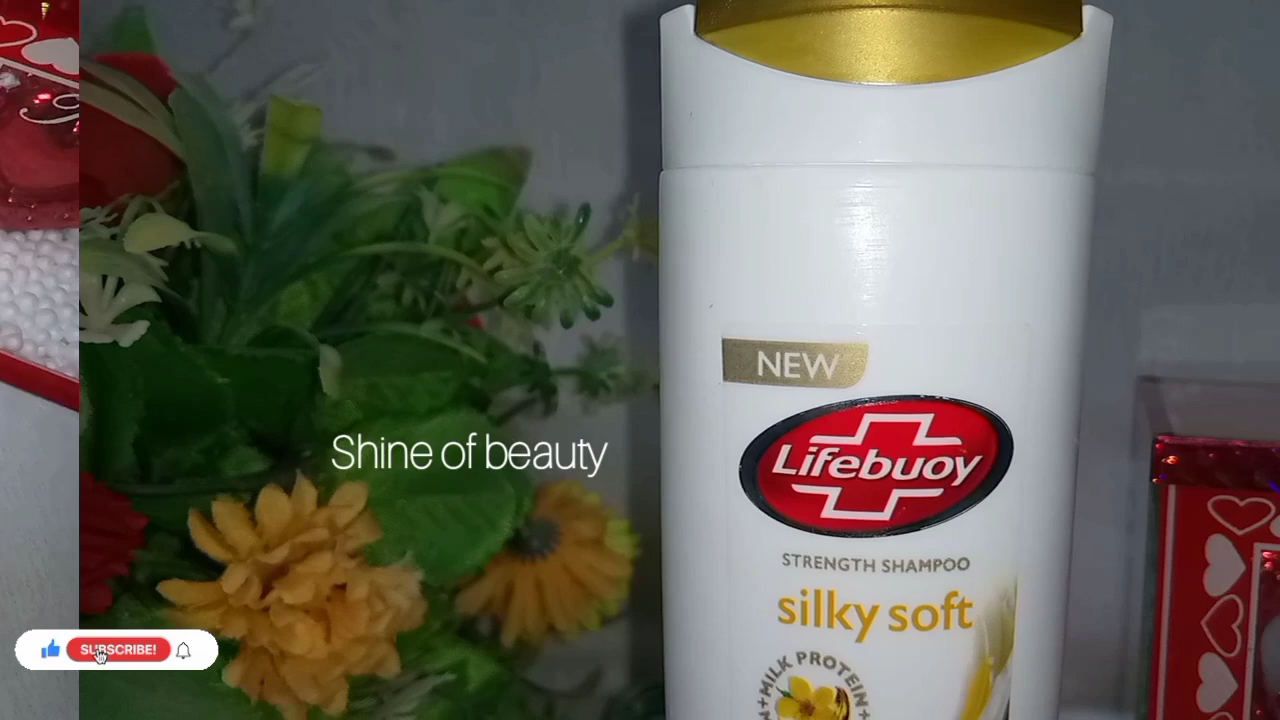 NEW
Lifebuoy
STRENGTH SHAMPOO
silky soft
+MILK PROTEIN+
Shine of beauty
SUBSCRIBE!